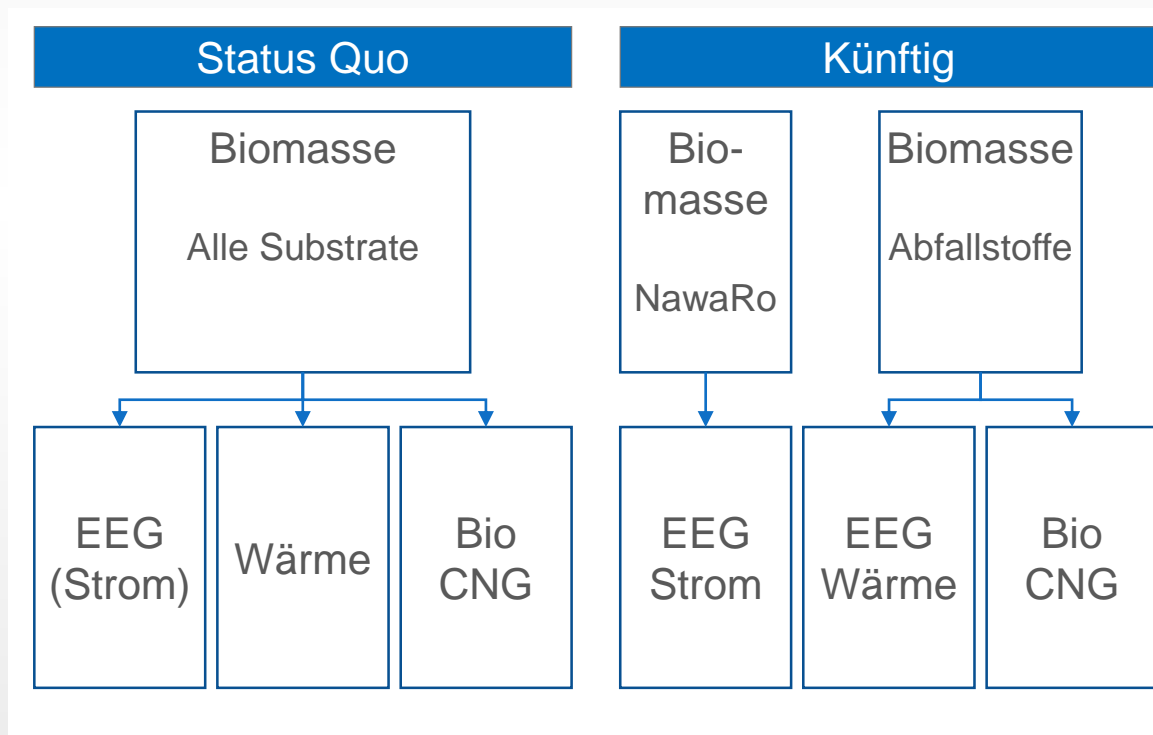 Status Quo
Künftig
Biomasse
Alle Substrate
Bio-
masse
NawaRo
Biomasse
Abfallstoffe
EEG
(Strom)
Wärme
Bio
CNG
EEG
Strom
EEG
Wärme
Bio
CNG